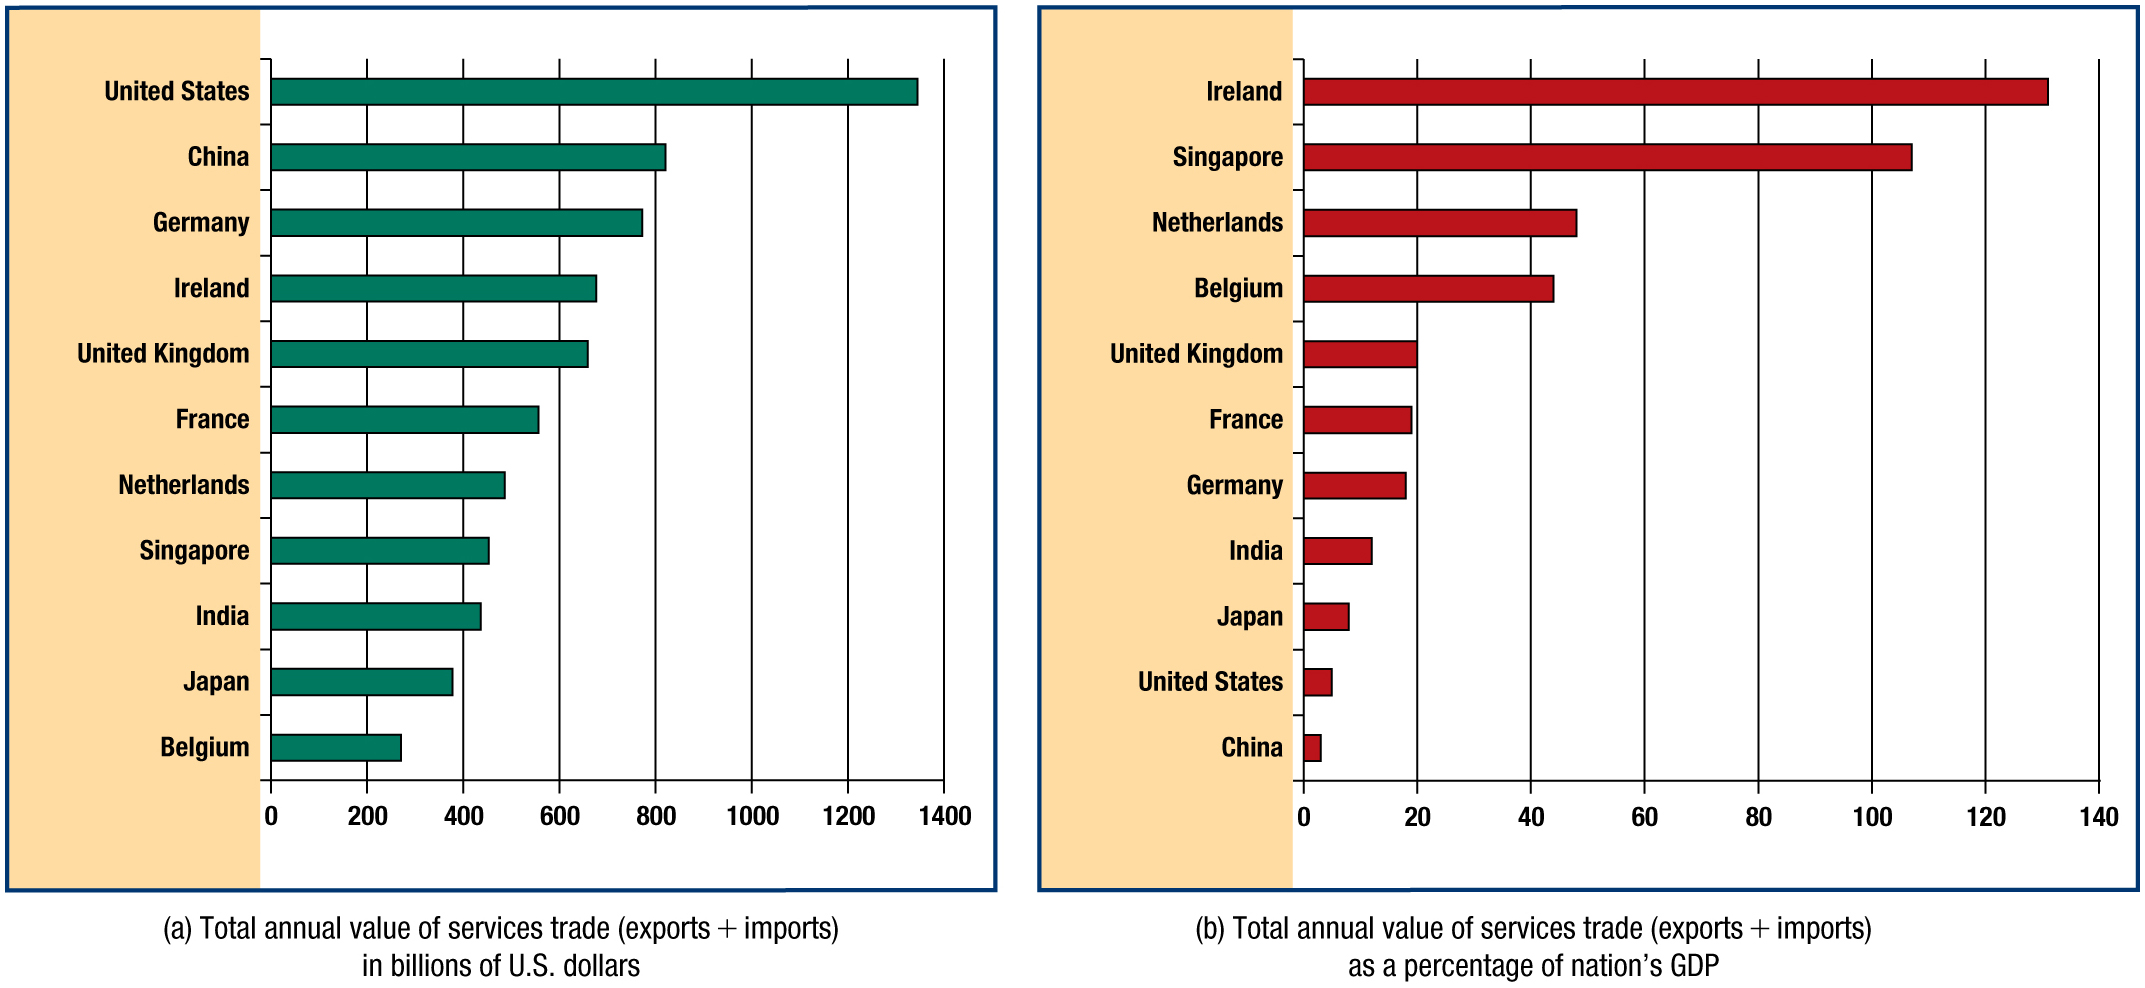 United States
China
Germany
Ireland
United Kingdom
France
Netherlands
Singapore
India
Japan
Belgium
0 200 400 600 800 1000 1200 1400
(a) Total annual value of services trade (exports + imports)
in billions of U.S. dollars
Ireland
Singapore
Netherlands
Belgium
United Kingdom
France
Germany
India
Japan
United States
China
0 20 40 60 80 100 120 140
(b) Total annual value of services trade (exports + imports)
as a percentage of nation’s GDP